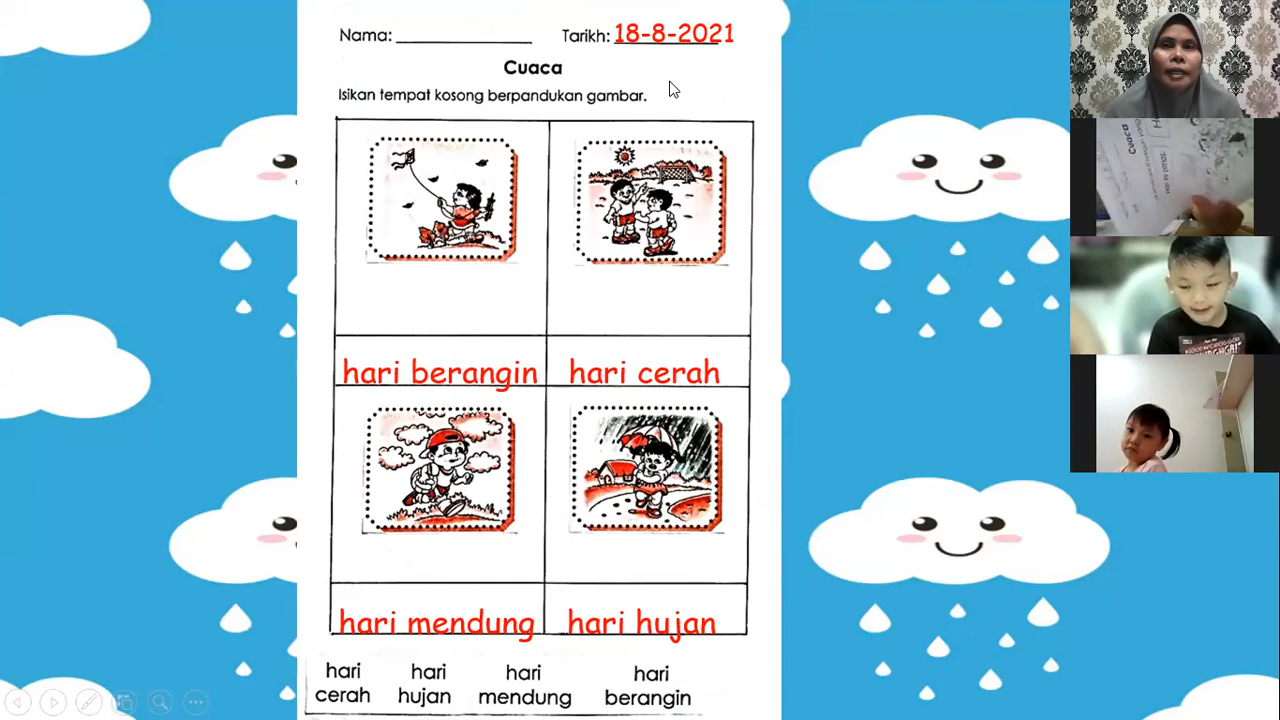 Nama: Tarikh: 18-8-2021
Cuaca
Isikan tempat kosong berpandukan gambar.
hari berangin hari cerah
hari mendung hari hujan
hari hari hari hari
cerah hujan mendung berangin
Cuaca